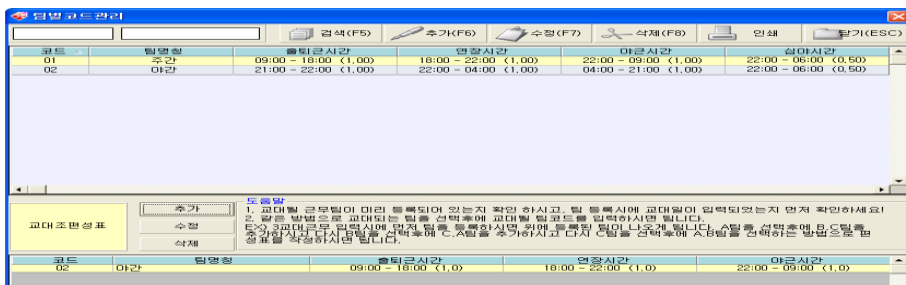 팀별코드관리
검색(F5) 추가(F6) 수정(F7) 삭제(F8) 인쇄 닫기(ESC)
코드 팀명칭 출퇴근시간 연장시간 야근시간 심야시간
01 주간 09:00 - 18:00 (1,00) 18:00 - 22:00 (1,00) 22:00 - 09:00 (1,00) 22:00 - 06:00 (0,50)
02 야간 21:00 - 22:00 (1,00) 22:00 - 04:00 (1,00) 04:00 - 21:00 (1,00) 22:00 - 06:00 (0,50)
도움말
교대조편성표
추가
수정
삭제
1. 교대될 근무팀이 미리 등록되어 있는지 확인 하시고, 팀 등록시에 교대일이 입력되었는지 먼저 확인하세요!
2. 같은 방법으로 교대되는 팀을 선택후에 교대될 팀코드를 입력하시면 됩니다.
EX) 3교대근무 입력시에 먼저 팀을 등록하시면 위에 등록된 팀이 나오게 됩니다. A팀을 선택후에 B,C팀을
추가하시고 다시 B팀을 선택후에 C,A팀을 추가하시고 다시 C팀을 선택후에 A,B팀을 선택하는 방법으로 편
성표를 작성하시면 됩니다.
코드 팀명칭 출퇴근시간 연장시간 야근시간
02 야간 09:00 - 18:00 (1,0) 18:00 - 22:00 (1,0) 22:00 - 09:00 (1,0)